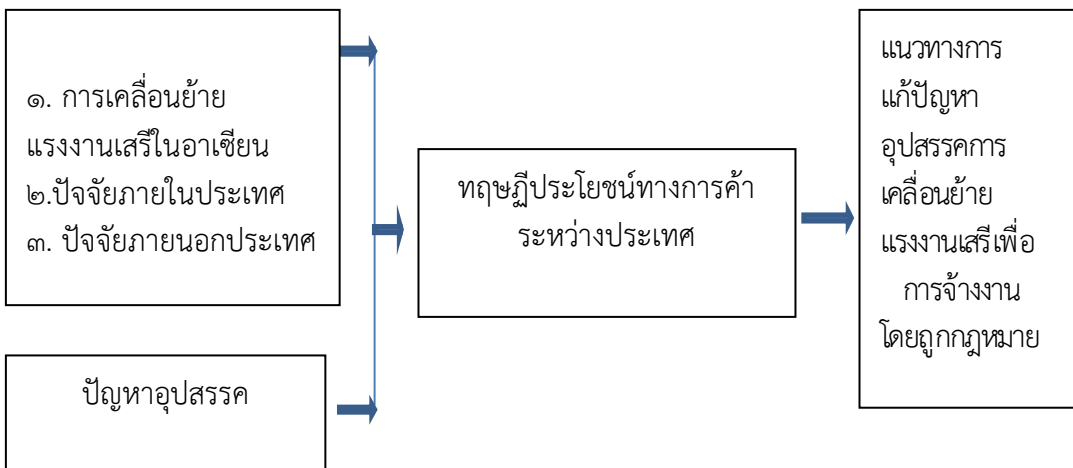 ๑. การเคลื่อนย้าย
แรงงานเสรีในอาเซียน
๒.ปัจจัยภายในประเทศ
๓. ปัจจัยภายนอกประเทศ
ปัญหาอุปสรรค
ทฤษฏีประโยชน์ทางการค้า
ระหว่างประเทศ
แนวทางการ
แก้ปัญหา
อุปสรรคการ
เคลื่อนย้าย
แรงงานเสรีเพื่อ
การจ้างงาน
โดยถูกกฎหมาย